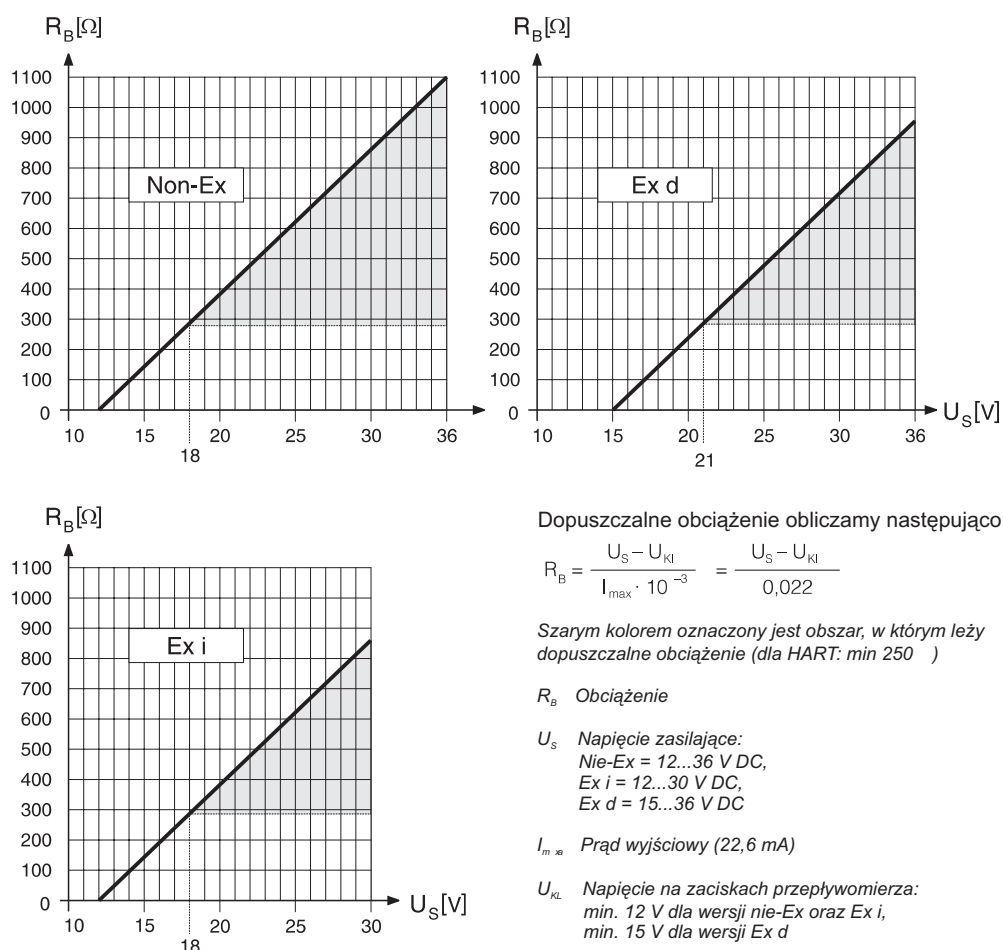 R_B[Ω]
1100
1000
900
800
700
600
500
400
300
200
100
0
Non-Ex
10 15 20 25 30 36
18
R_B[Ω]
1100
1000
900
800
700
600
500
400
300
200
100
0
Ex d
10 15 20 25 30 36
U_S[V]
21
R_B[Ω]
1100
1000
900
800
700
600
500
400
300
200
100
0
Ex i
10 15 20 25 30
U_S[V]
18
Dopuszczalne obciążenie obliczamy następująco
R_B = (U_S – U_KI) / (I_max · 10 ⁻³) = (U_S – U_KI) / 0,022
Szarym kolorem oznaczony jest obszar, w którym leży
dopuszczalne obciążenie (dla HART: min 250 )
R_B Obciążenie
U_S Napięcie zasilające:
Nie-Ex = 12...36 V DC,
Ex i = 12...30 V DC,
Ex d = 15...36 V DC
I_m xa Prąd wyjściowy (22,6 mA)
U_KL Napięcie na zaciskach przepływomierza:
min. 12 V dla wersji nie-Ex oraz Ex i,
min. 15 V dla wersji Ex d